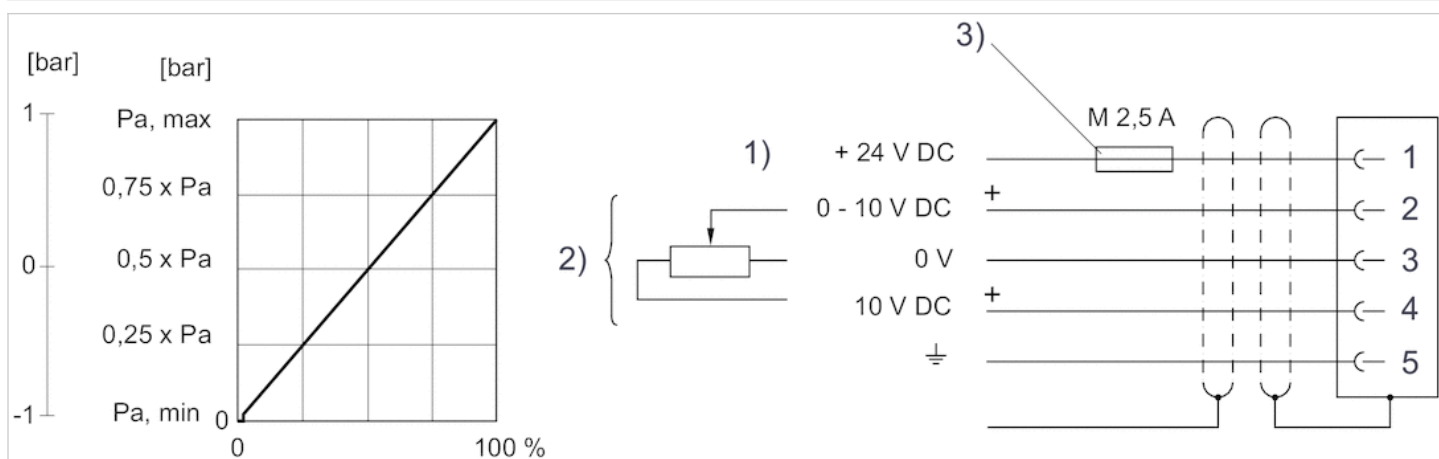 [bar]
[bar]
1
0
-1
Pa, max
0,75 x Pa
0,5 x Pa
0,25 x Pa
Pa, min
0
0
100 %
1)
2)
3)
M 2,5 A
+ 24 V DC
0 - 10 V DC
0 V
10 V DC
+
+
1
2
3
4
5